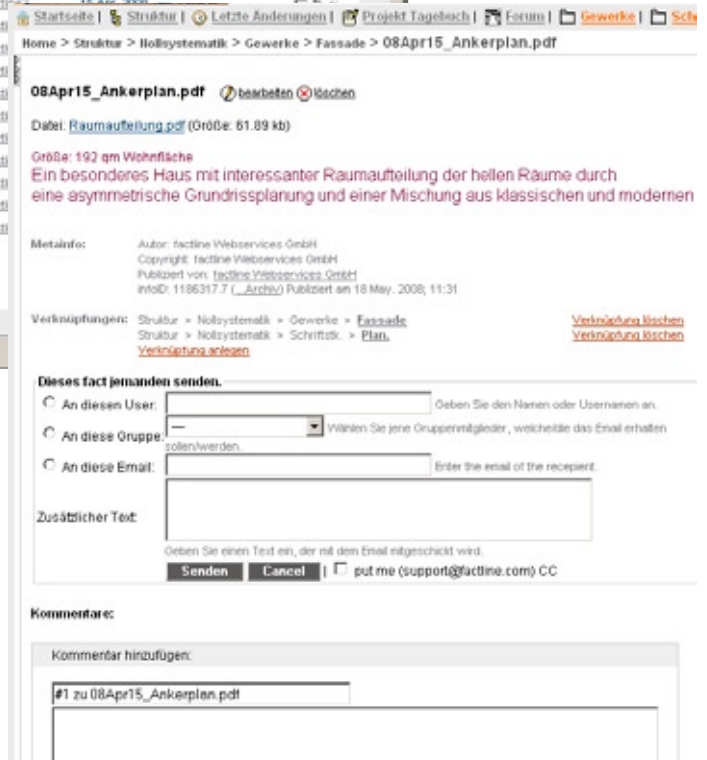 Startseite | Struktur | Letzte Änderungen | Projekt Tagebuch | Forum | Gewerke |
Home > Struktur > Nollsystematik > Gewerke > Fassade > 08Apr15_Ankerplan.pdf
08Apr15_Ankerplan.pdf bearbeiten löschen
Datei: Raumaufteilung.pdf (Größe: 61.89 kb)
Größe: 192 qm Wohnfläche
Ein besonderes Haus mit interessanter Raumaufteilung der hellen Räume durch
eine asymmetrische Grundrissplanung und einer Mischung aus klassischen und modernen
Metainfo: Autor: factline Webservices GmbH
Copyright: factline Webservices GmbH
Publiziert von: factline Webservices GmbH
infoID: 1186317.7 (_Archiv) Publiziert am 18 May. 2008; 11:31
Verknüpfungen: Struktur > Nollsystematik > Gewerke > Fassade Verknüpfung löschen
Struktur > Nollsystematik > Schriftstk. > Plan. Verknüpfung löschen
Verknüpfung anlegen
Dieses fact jemanden senden.
An diesen User: Geben Sie den Namen oder Usernamen an.
An diese Gruppe: --- Wählen Sie jene Gruppenmitglieder, welche/die das Email erhalten
sollen/werden.
An diese Email: Enter the email of the recepient.
Zusätzlicher Text:
Geben Sie einen Text ein, der mit dem Email mitgeschickt wird.
Senden Cancel | put me (support@factline.com) CC
Kommentare:
Kommentar hinzufügen:
#1 zu 08Apr15_Ankerplan.pdf